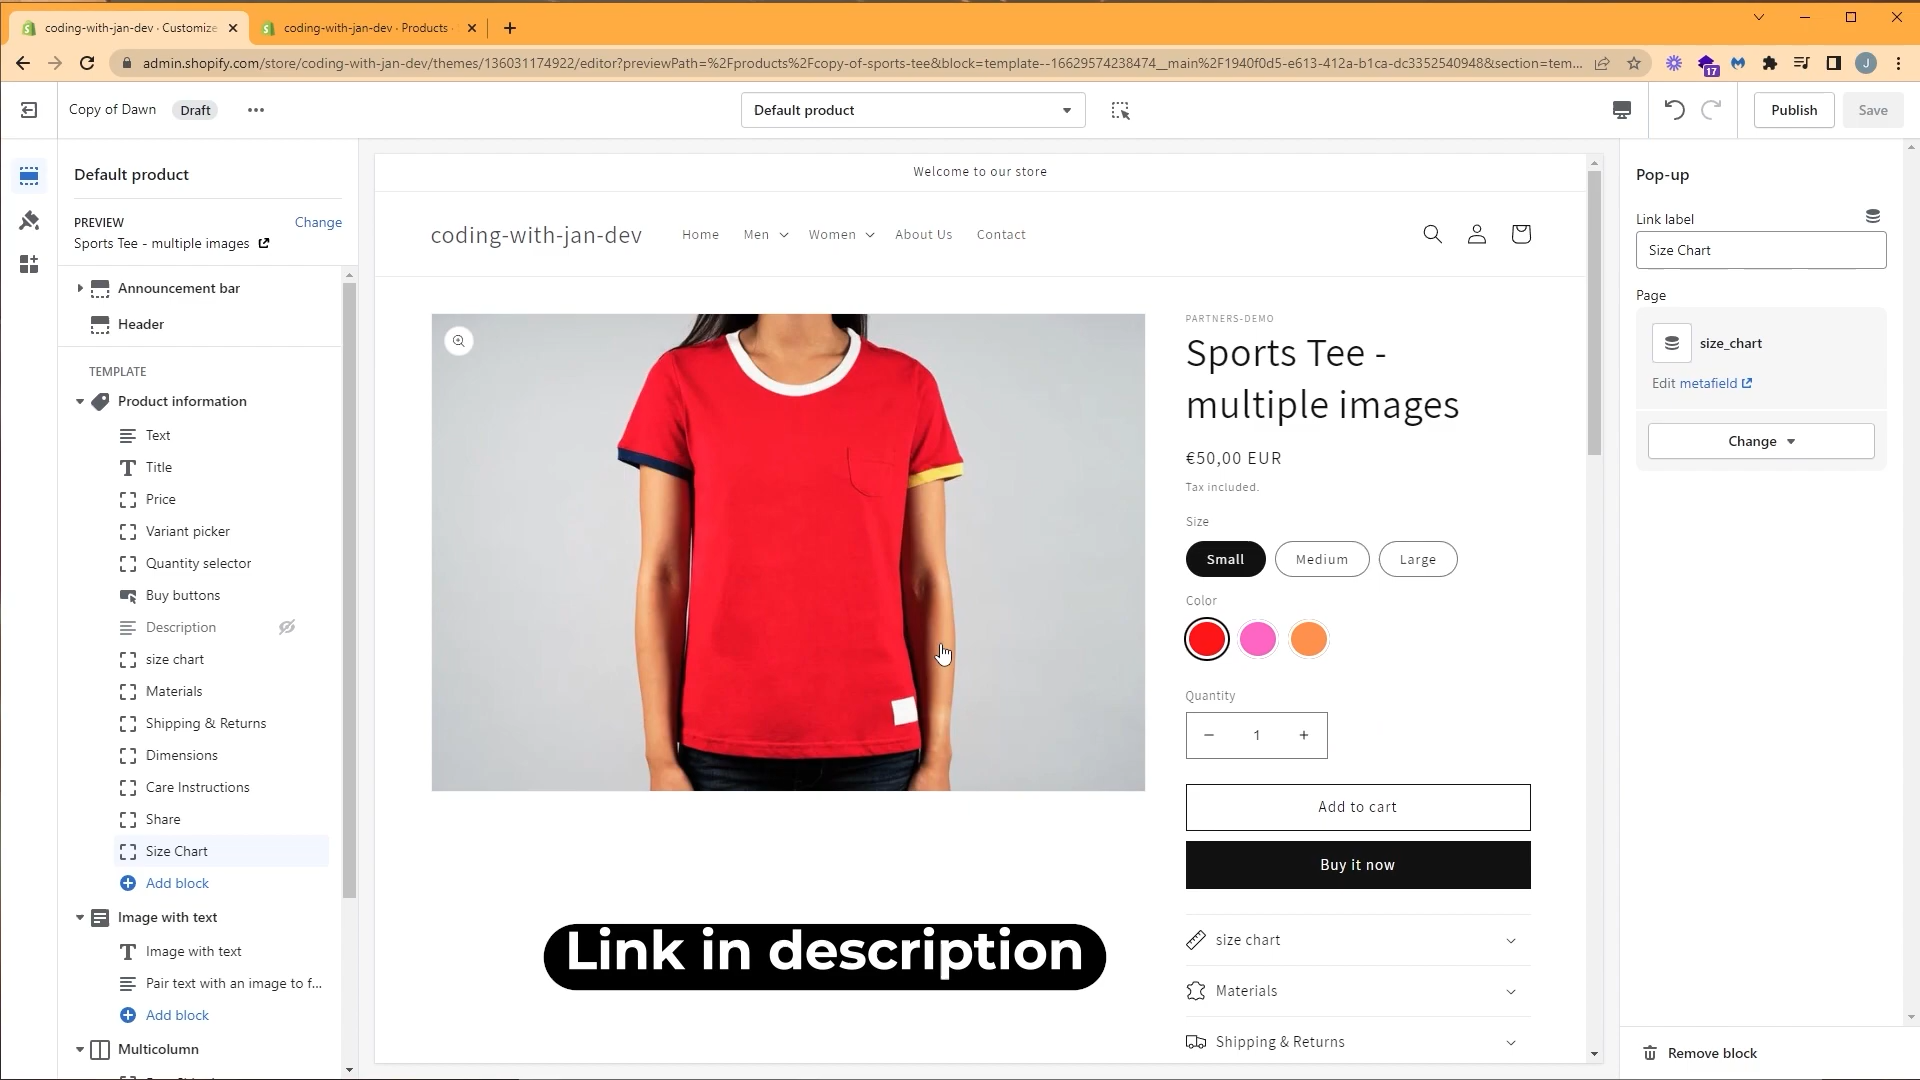 coding-with-jan-dev · Customize
coding-with-jan-dev · Products ·
admin.shopify.com/store/coding-with-jan-dev/themes/136031174922/editor?previewPath=%2Fproducts%2Fcopy-of-sports-tee&block=template--16629574238474__main%2F1940f0d5-e613-412a-b1ca-dc3352540948&section=tem...
17
J
Copy of Dawn
Draft
Default product
Publish
Save
Default product
PREVIEW
Change
Sports Tee - multiple images
Announcement bar
Header
TEMPLATE
Product information
Text
Title
Price
Variant picker
Quantity selector
Buy buttons
Description
size chart
Materials
Shipping & Returns
Dimensions
Care Instructions
Share
Size Chart
Add block
Image with text
Image with text
Pair text with an image to f...
Add block
Multicolumn
Welcome to our store
coding-with-jan-dev
Home
Men
Women
About Us
Contact
PARTNERS-DEMO
Sports Tee -
multiple images
€50,00 EUR
Tax included.
Size
Small
Medium
Large
Color
Quantity
1
Add to cart
Buy it now
size chart
Materials
Shipping & Returns
Link in description
Pop-up
Link label
Size Chart
Page
size_chart
Edit metafield
Change
Remove block